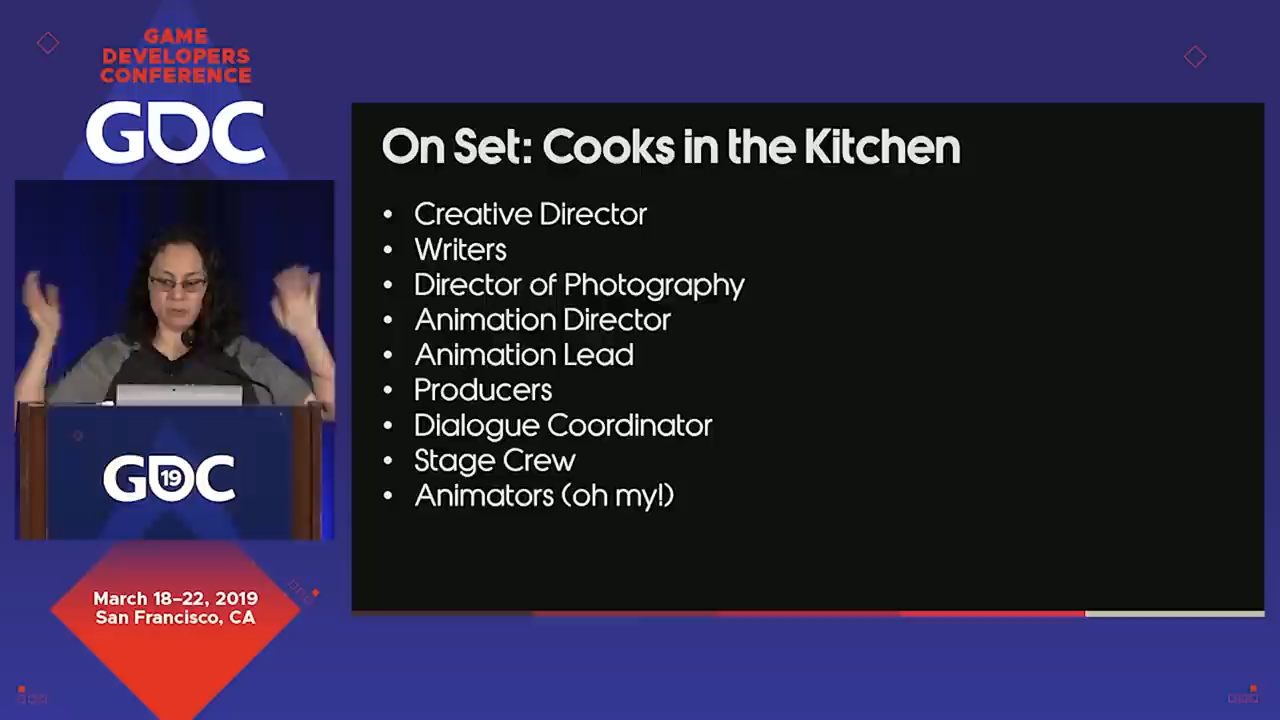 GAME
DEVELOPERS
CONFERENCE
GDC
On Set: Cooks in the Kitchen
• Creative Director
• Writers
• Director of Photography
• Animation Director
• Animation Lead
• Producers
• Dialogue Coordinator
• Stage Crew
• Animators (oh my!)
GDC 19
March 18–22, 2019
San Francisco, CA